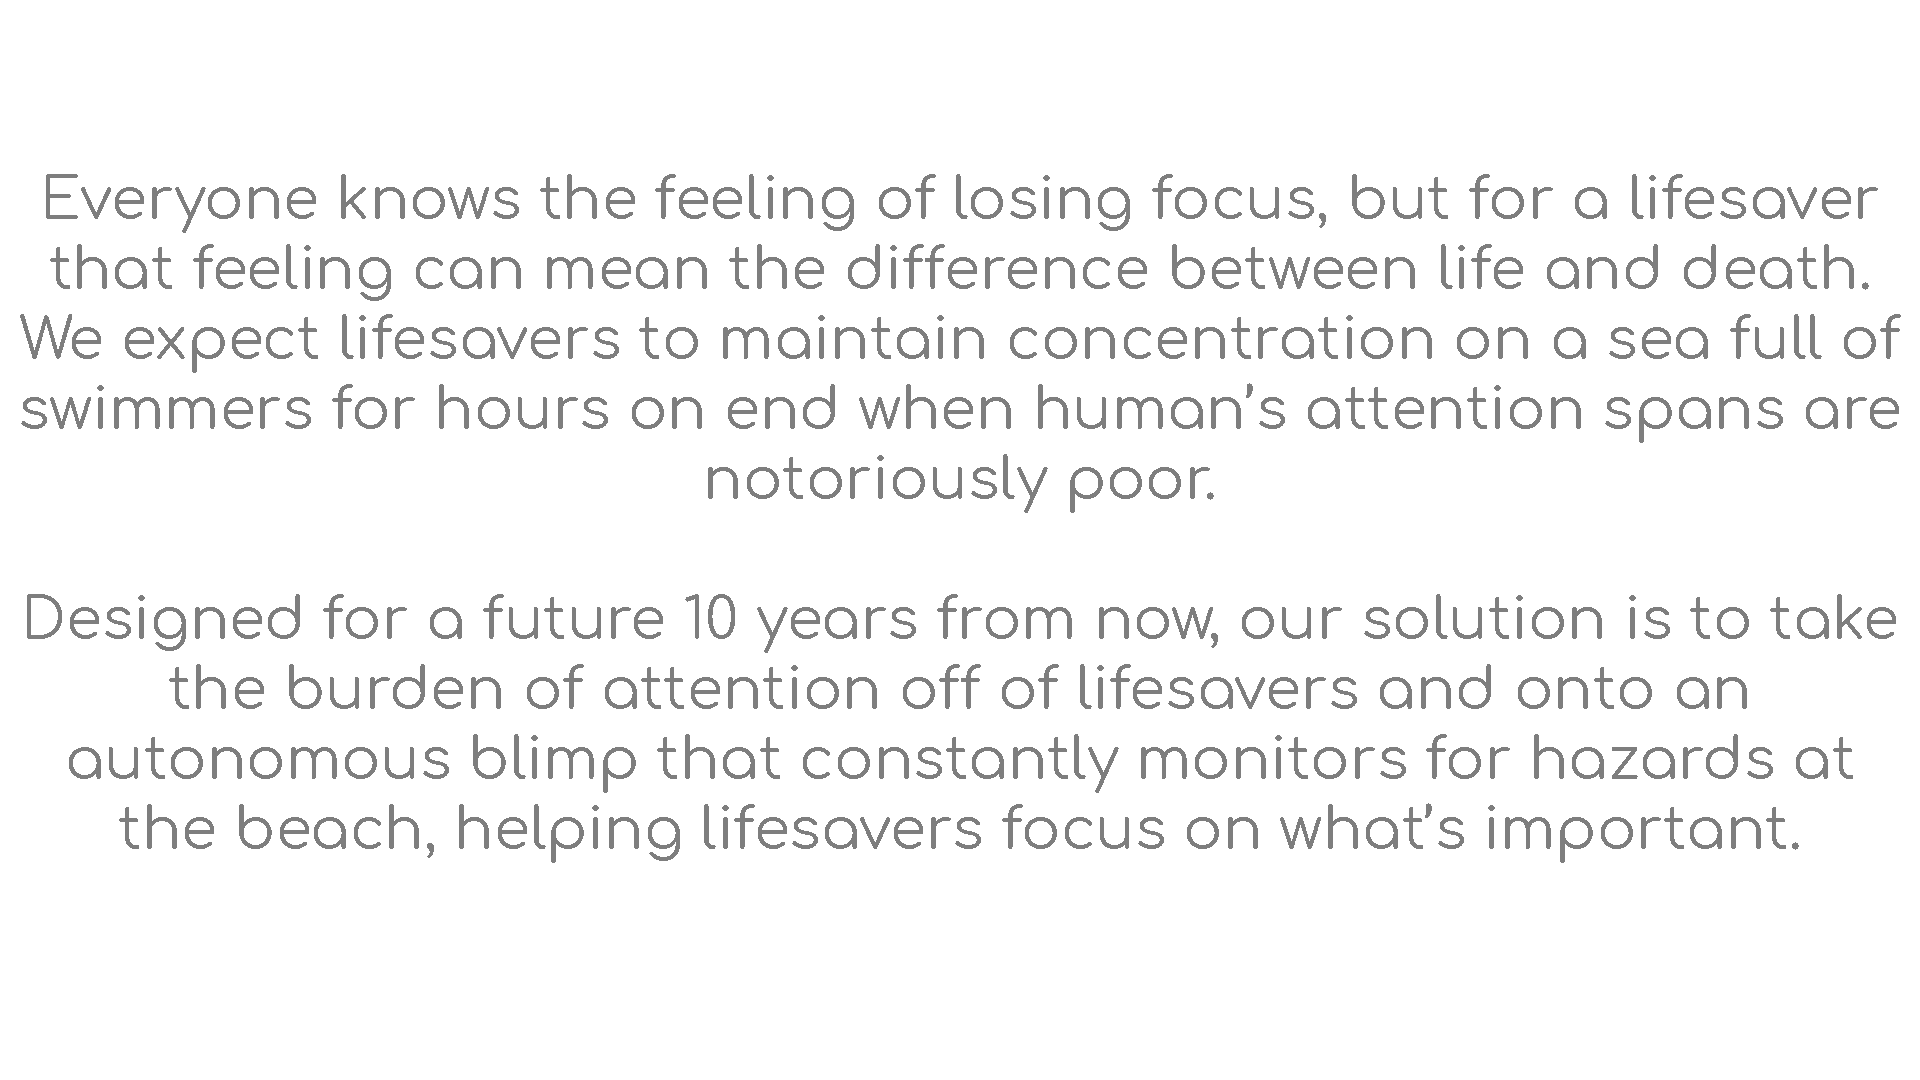 Everyone knows the feeling of losing focus, but for a lifesaver
that feeling can mean the difference between life and death.
We expect lifesavers to maintain concentration on a sea full of
swimmers for hours on end when human’s attention spans are
notoriously poor.
Designed for a future 10 years from now, our solution is to take
the burden of attention off of lifesavers and onto an
autonomous blimp that constantly monitors for hazards at
the beach, helping lifesavers focus on what’s important.